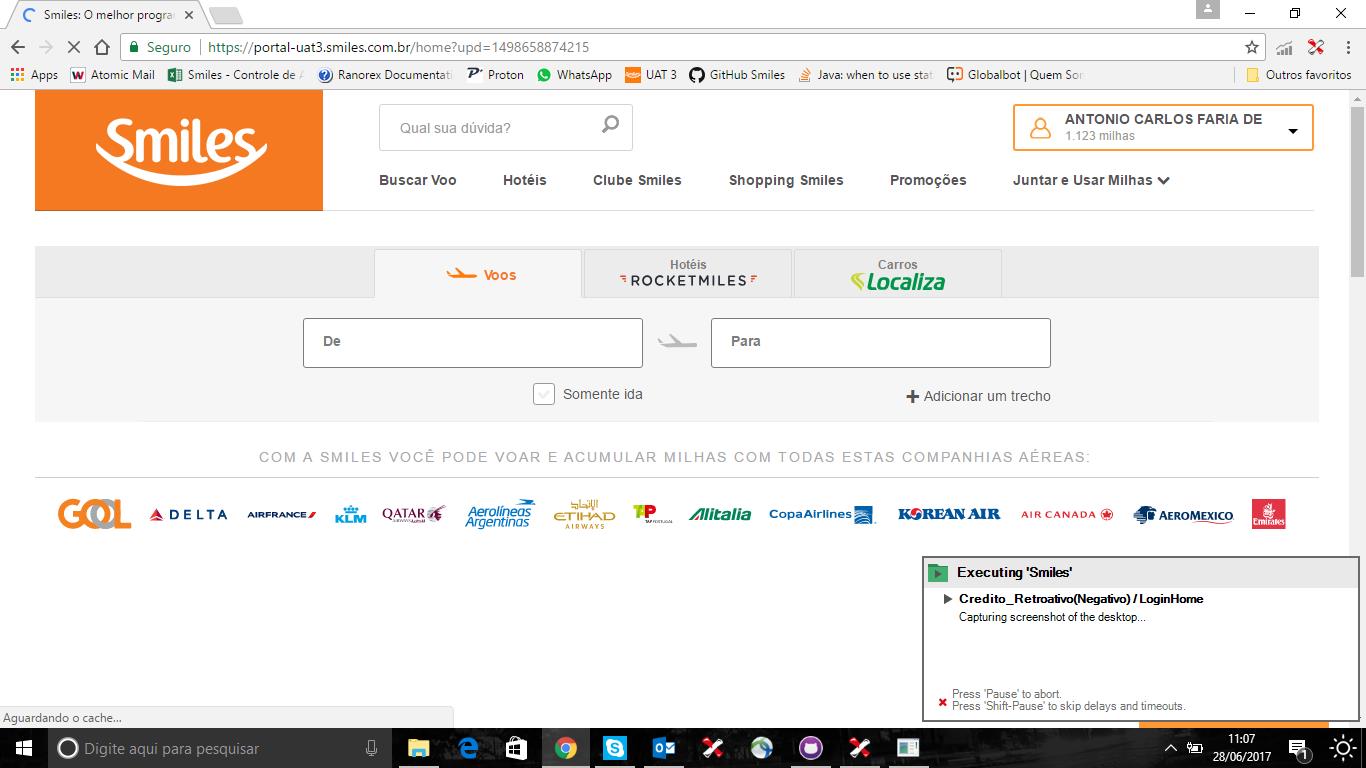 Smiles: O melhor progra
Seguro
https://portal-uat3.smiles.com.br/home?upd=1498658874215
Apps
Atomic Mail
Smiles - Controle de A
Ranorex Documentati
Proton
WhatsApp
UAT 3
GitHub Smiles
Java: when to use stat
Globalbot | Quem Son
Outros favoritos
Smiles
Qual sua dúvida?
ANTONIO CARLOS FARIA DE
1.123 milhas
Buscar Voo
Hotéis
Clube Smiles
Shopping Smiles
Promoções
Juntar e Usar Milhas
Voos
Hotéis
ROCKETMILES
Carros
Localiza
De
Para
Somente ida
Adicionar um trecho
COM A SMILES VOCÊ PODE VOAR E ACUMULAR MILHAS COM TODAS ESTAS COMPANHIAS AÉREAS:
GOL
DELTA
AIRFRANCE
KLM
QATAR
AIRWAYS
Aerolíneas
Argentinas
ETIHAD
AIRWAYS
TAP
TAP PORTUGAL
Alitalia
CopaAirlines
KOREAN AIR
AIR CANADA
AEROMEXICO
Emirates
Executing 'Smiles'
Credito_Retroativo(Negativo) / LoginHome
Capturing screenshot of the desktop...
Press 'Pause' to abort.
Press 'Shift-Pause' to skip delays and timeouts.
Aguardando o cache...
Digite aqui para pesquisar
11:07
28/06/2017
1